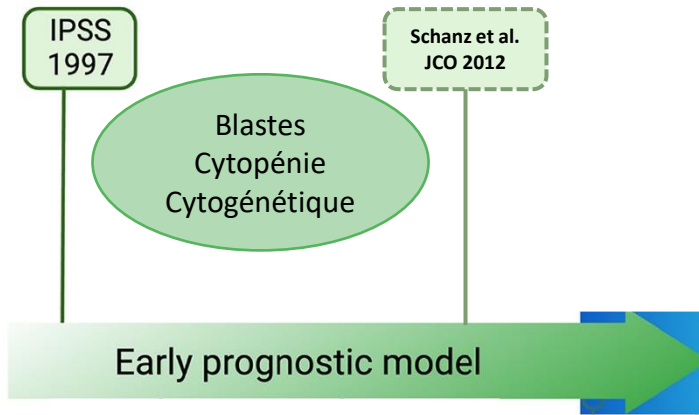 IPSS
1997
Schanz et al.
JCO 2012
Blastes
Cytopénie
Cytogénétique
Early prognostic model